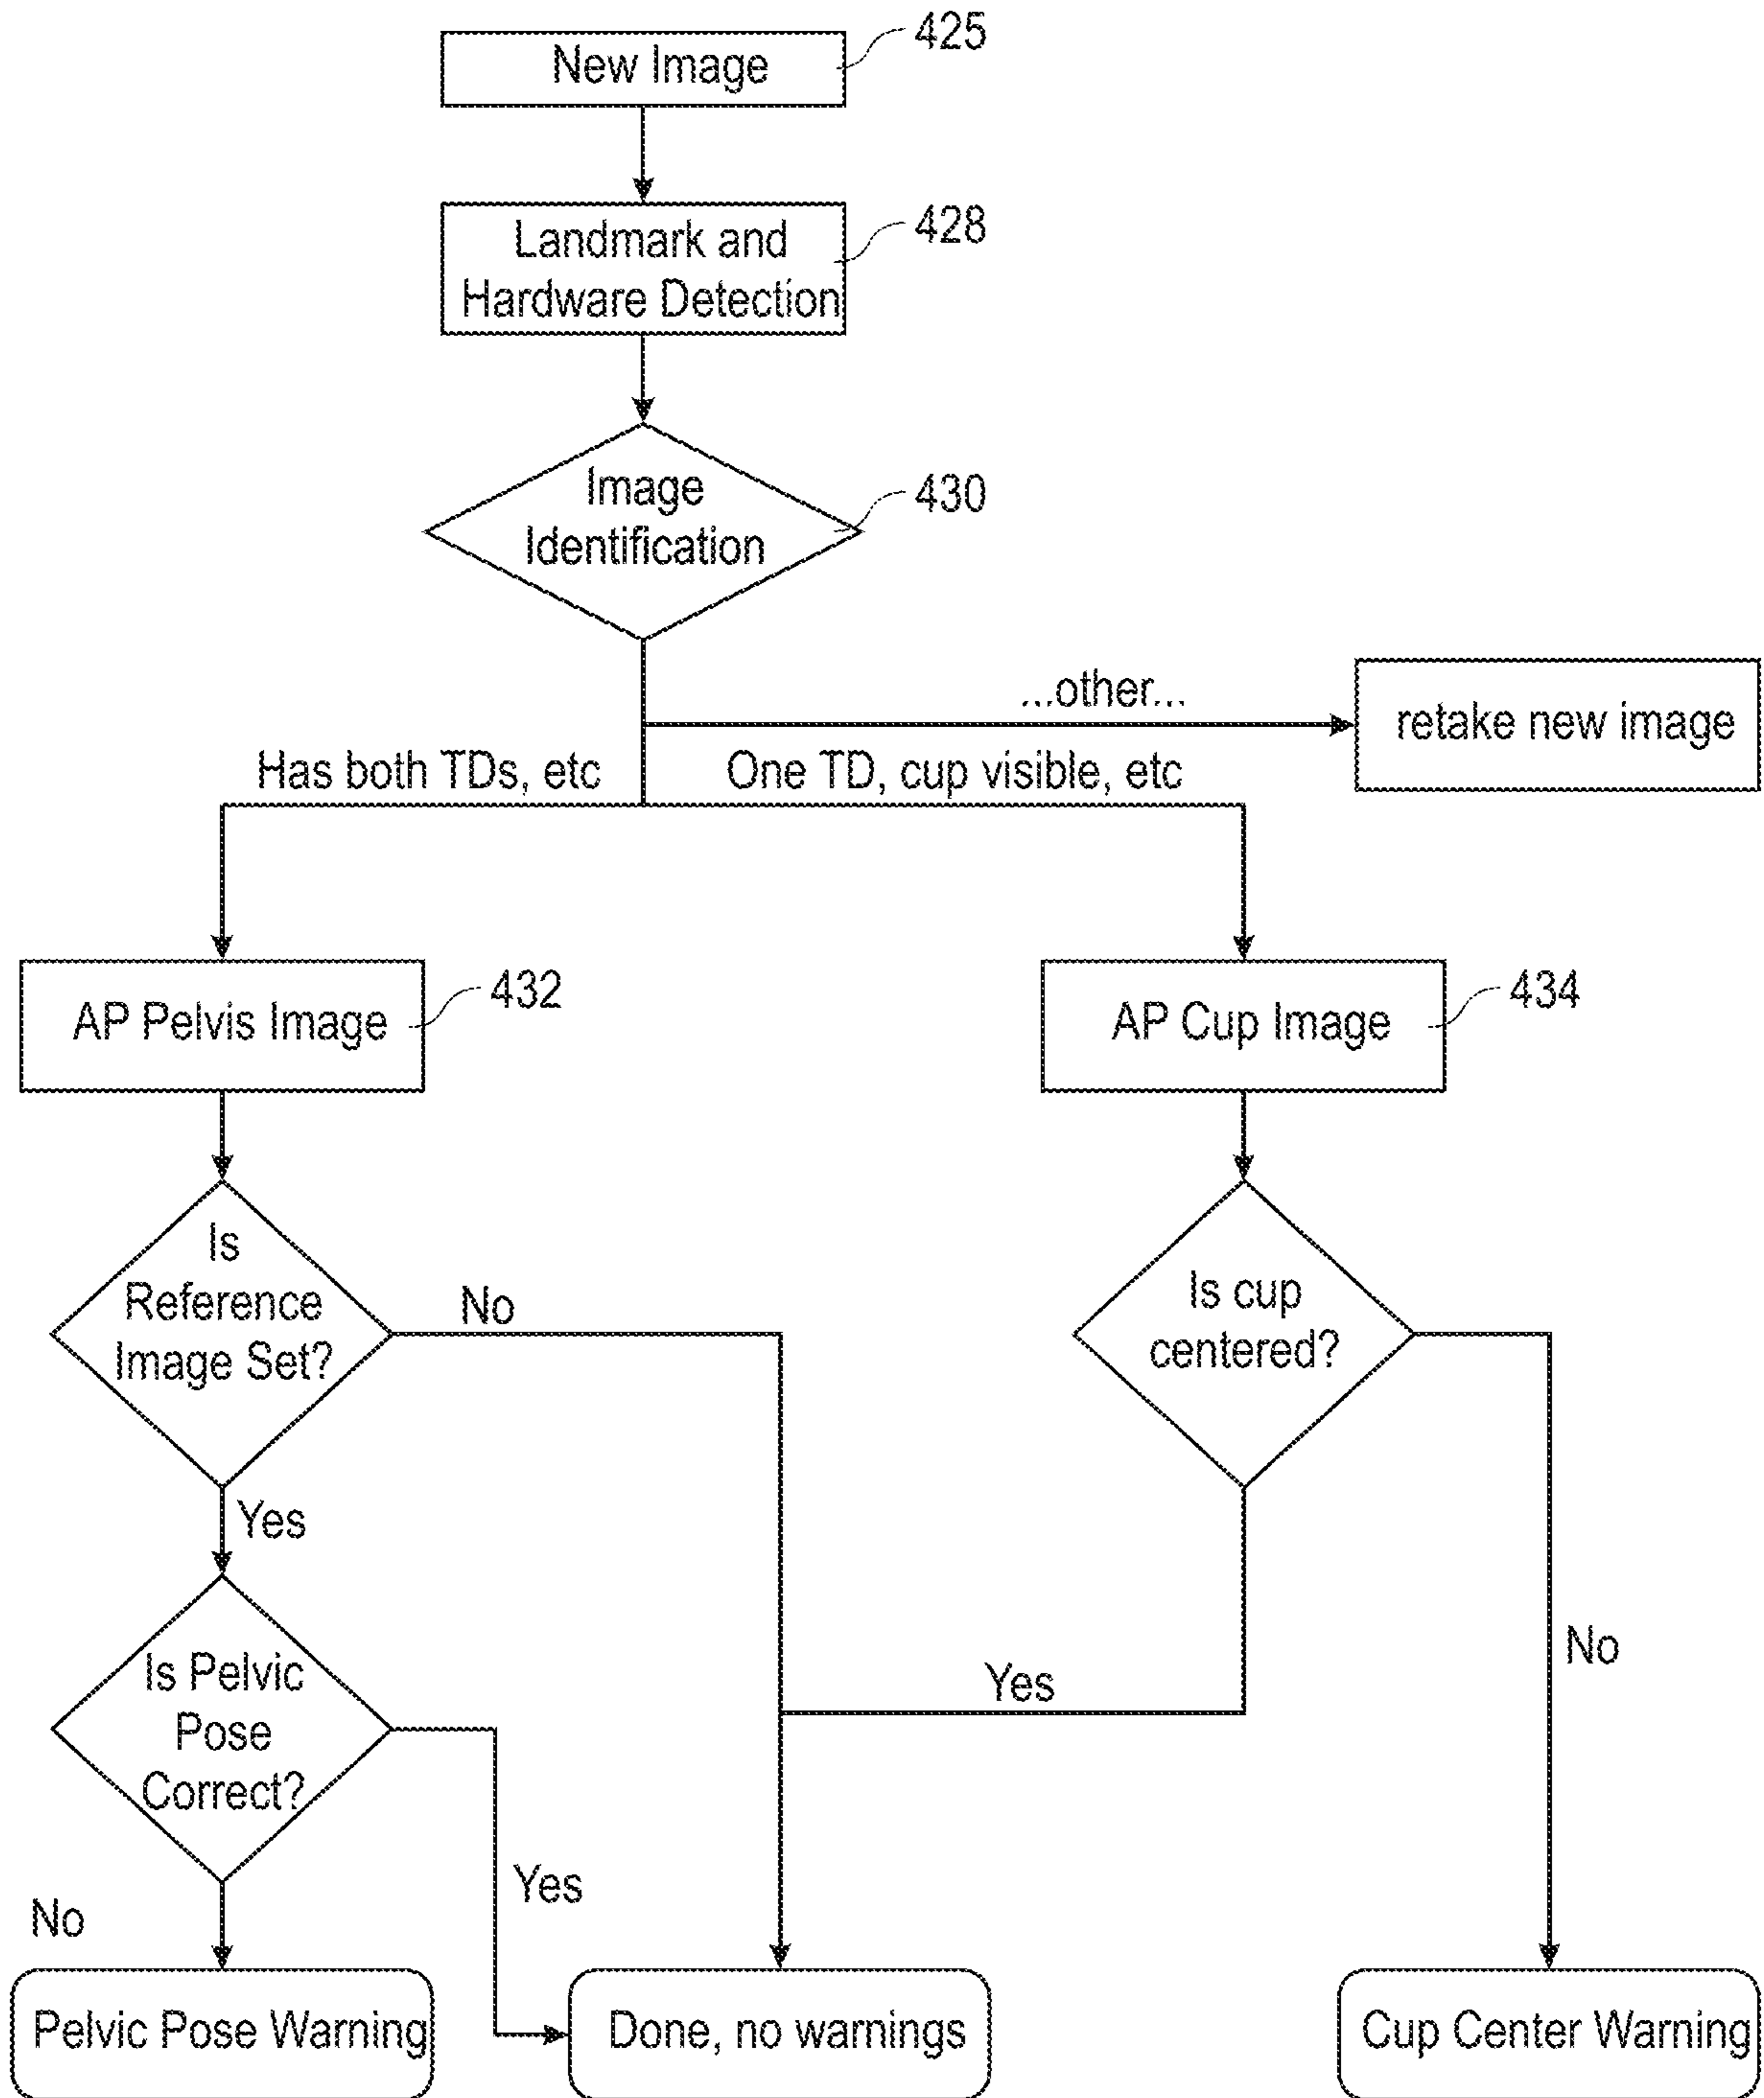 New Image
425
Landmark and
Hardware Detection
428
Image
Identification
430
...other...
retake new image
Has both TDs, etc
One TD, cup visible, etc
AP Pelvis Image
432
AP Cup Image
434
Is
Reference
Image Set?
No
Is cup
centered?
Yes
Is Pelvic
Pose
Correct?
Yes
No
Yes
No
Pelvic Pose Warning
Done, no warnings
Cup Center Warning